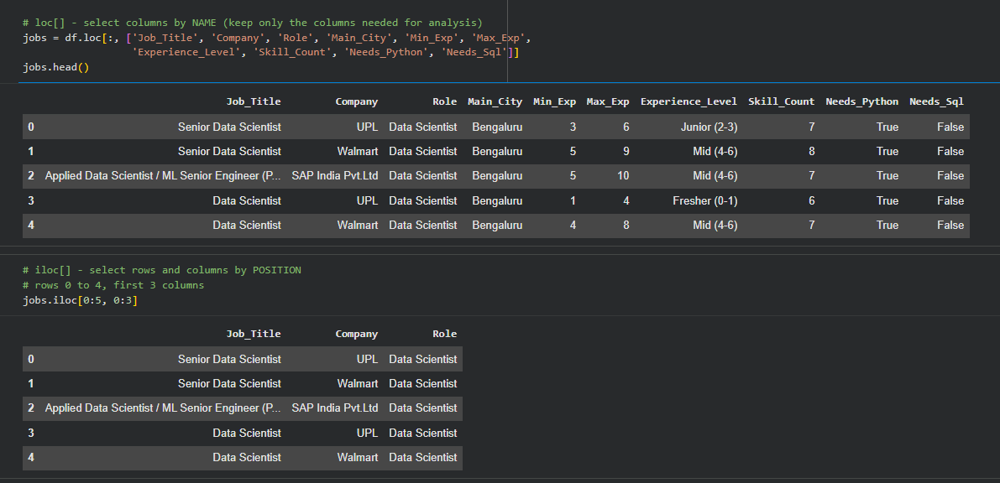 # loc[] - select columns by NAME (keep only the columns needed for analysis)
jobs = df.loc[:, ['Job_Title', 'Company', 'Role', 'Main_City', 'Min_Exp', 'Max_Exp',
'Experience_Level', 'Skill_Count', 'Needs_Python', 'Needs_Sql']]
jobs.head()
Job_Title Company Role Main_City Min_Exp Max_Exp Experience_Level Skill_Count Needs_Python Needs_Sql
0 Senior Data Scientist UPL Data Scientist Bengaluru 3 6 Junior (2-3) 7 True False
1 Senior Data Scientist Walmart Data Scientist Bengaluru 5 9 Mid (4-6) 8 True False
2 Applied Data Scientist / ML Senior Engineer (P... SAP India Pvt.Ltd Data Scientist Bengaluru 5 10 Mid (4-6) 7 True False
3 Data Scientist UPL Data Scientist Bengaluru 1 4 Fresher (0-1) 6 True False
4 Data Scientist Walmart Data Scientist Bengaluru 4 8 Mid (4-6) 7 True False
# iloc[] - select rows and columns by POSITION
# rows 0 to 4, first 3 columns
jobs.iloc[0:5, 0:3]
Job_Title Company Role
0 Senior Data Scientist UPL Data Scientist
1 Senior Data Scientist Walmart Data Scientist
2 Applied Data Scientist / ML Senior Engineer (P... SAP India Pvt.Ltd Data Scientist
3 Data Scientist UPL Data Scientist
4 Data Scientist Walmart Data Scientist